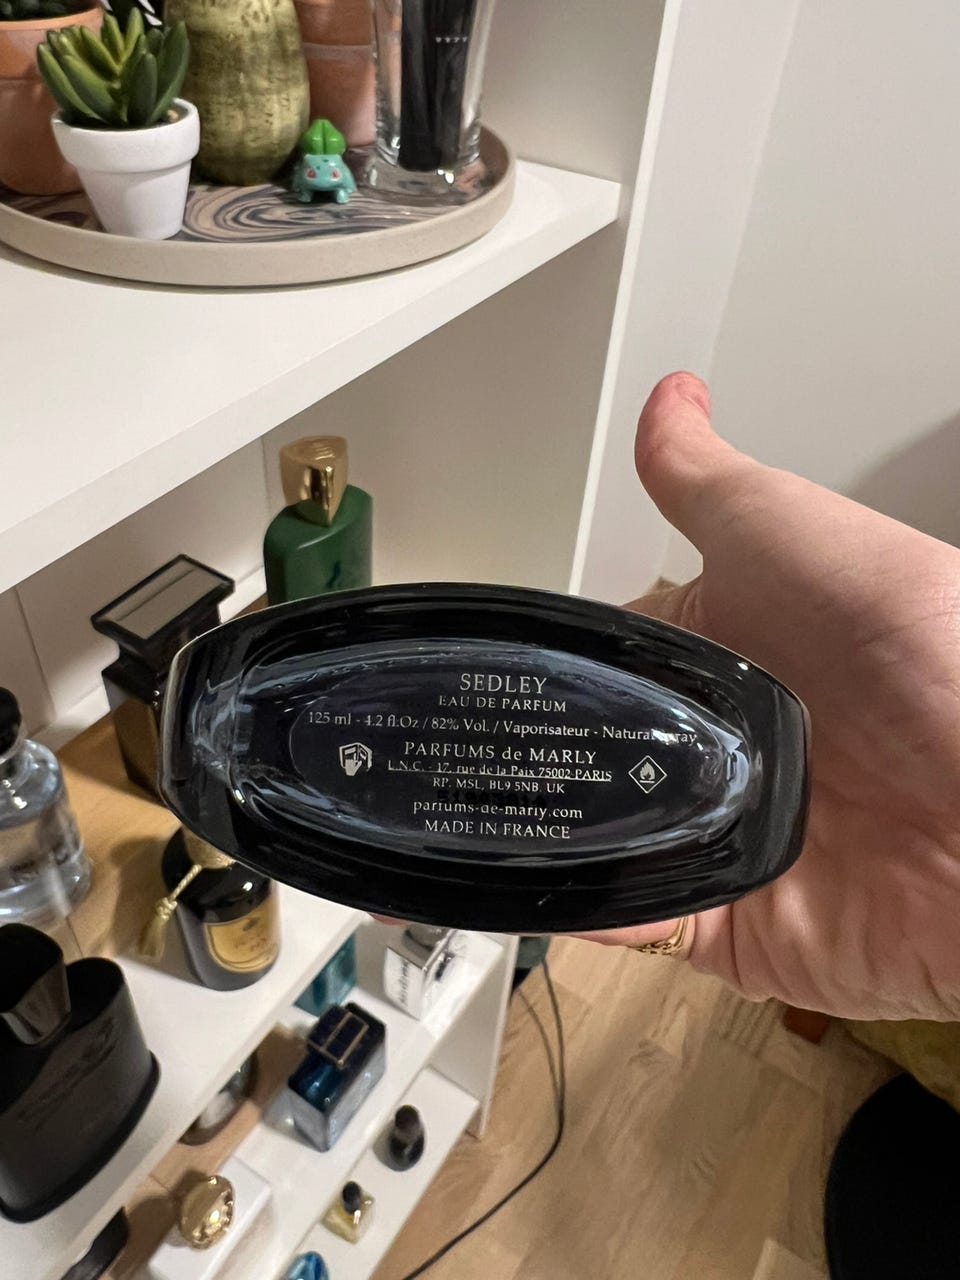 SEDLEY
EAU DE PARFUM
125 ml - 4.2 fl.Oz / 82% Vol. / Vaporisateur - Natural Spray
PARFUMS de MARLY
L.N.C. - 17, rue de la Paix 75002 PARIS
RP, MSL, BL9 5NB, UK
parfums-de-marly.com
MADE IN FRANCE